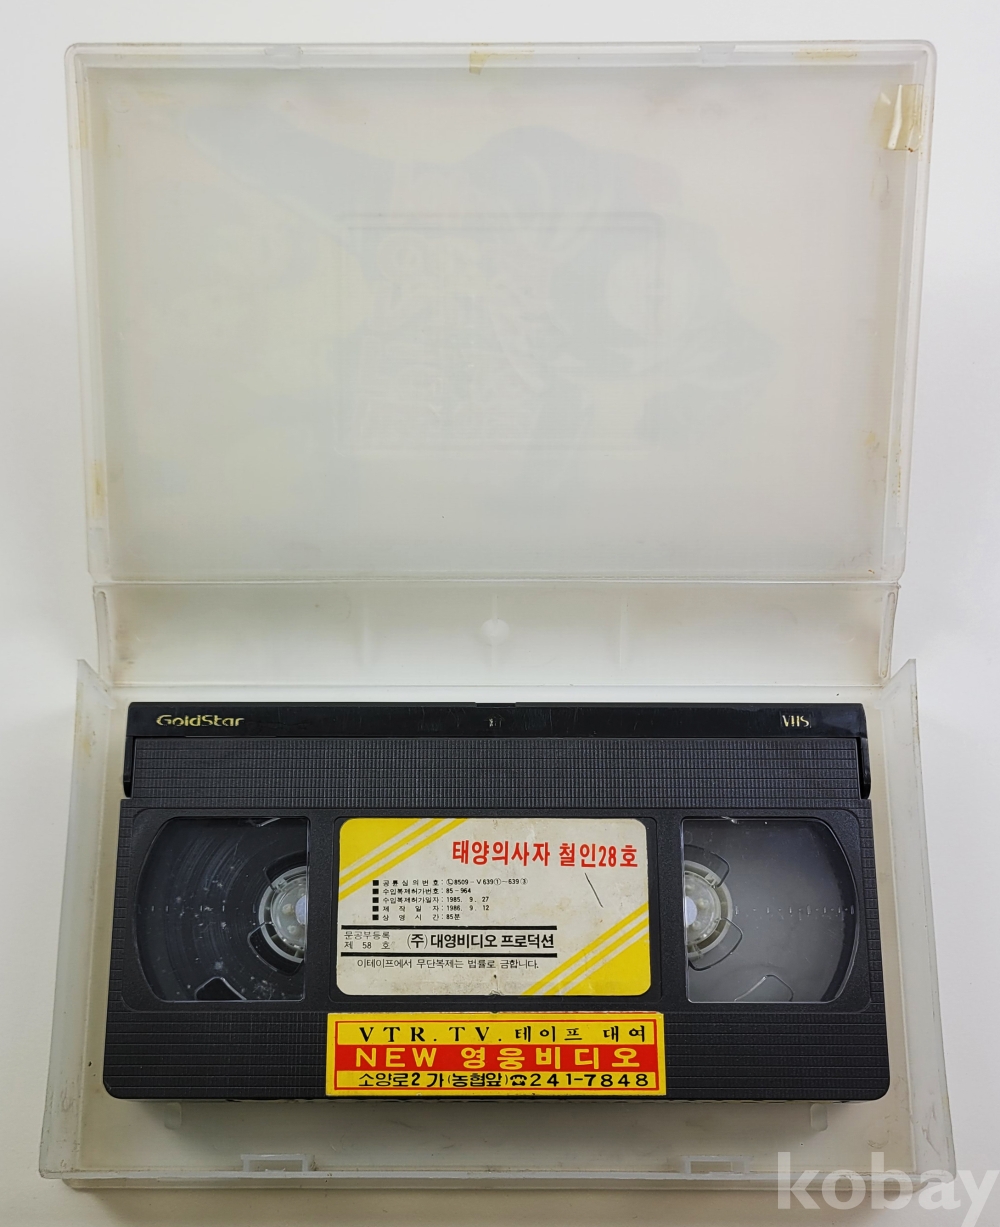 GoldStar VHS
태양의사자 철인28호
■ 공륜심의번호: Ⓛ8509-V639①-639③
■ 수입복제허가번호: 85-964
■ 수입복제허가일자: 1985. 9. 27
■ 제작일자: 1986. 9. 12
■ 상영시간: 85분
문공부등록
제 58 호
(주) 대영비디오 프로덕션
이테이프에서 무단복제는 법률로 금합니다.
VTR. TV. 테이프 대여
NEW 영웅비디오
소양로2가(농협앞)☎241-7848
kobay